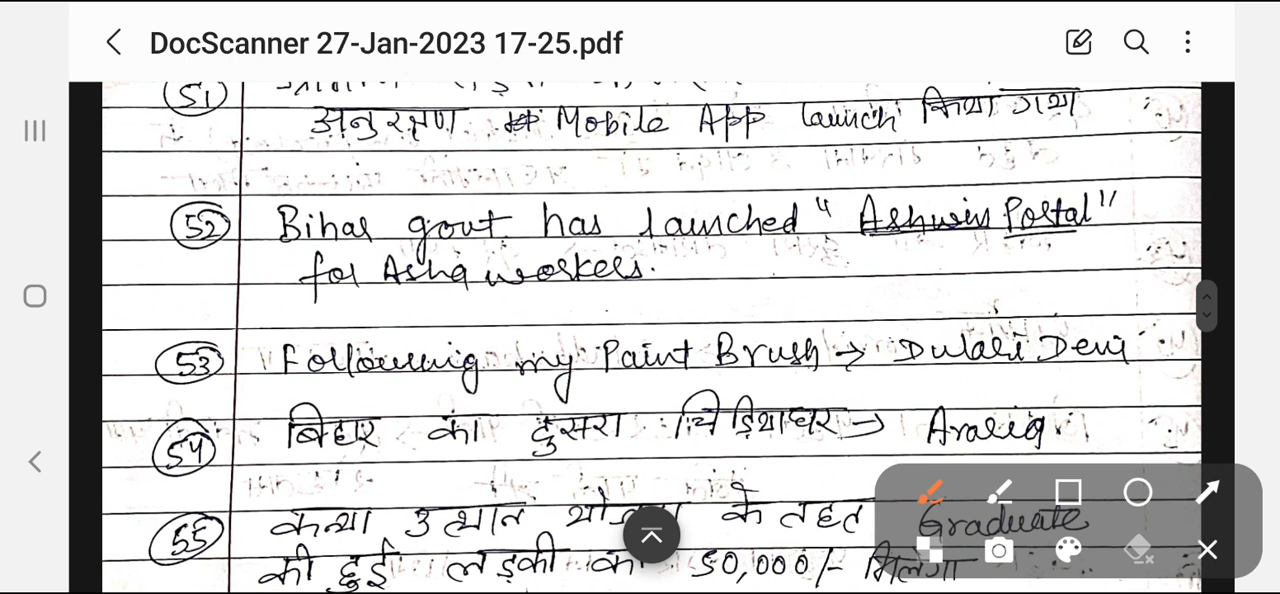 DocScanner 27-Jan-2023 17-25.pdf
51
अनुरक्षण Mobile App launch किया गया
52 Bihar govt has launched "Ashwin Portal"
for Asha workers.
53 Following my Paint Brush → Dulari Devi
54 बिहार का दुसरा चिडियाघर → Araria
55 कन्या उत्थान योजना के तहत Graduate
की हुई लड़की को 50,000/- मिलेगा